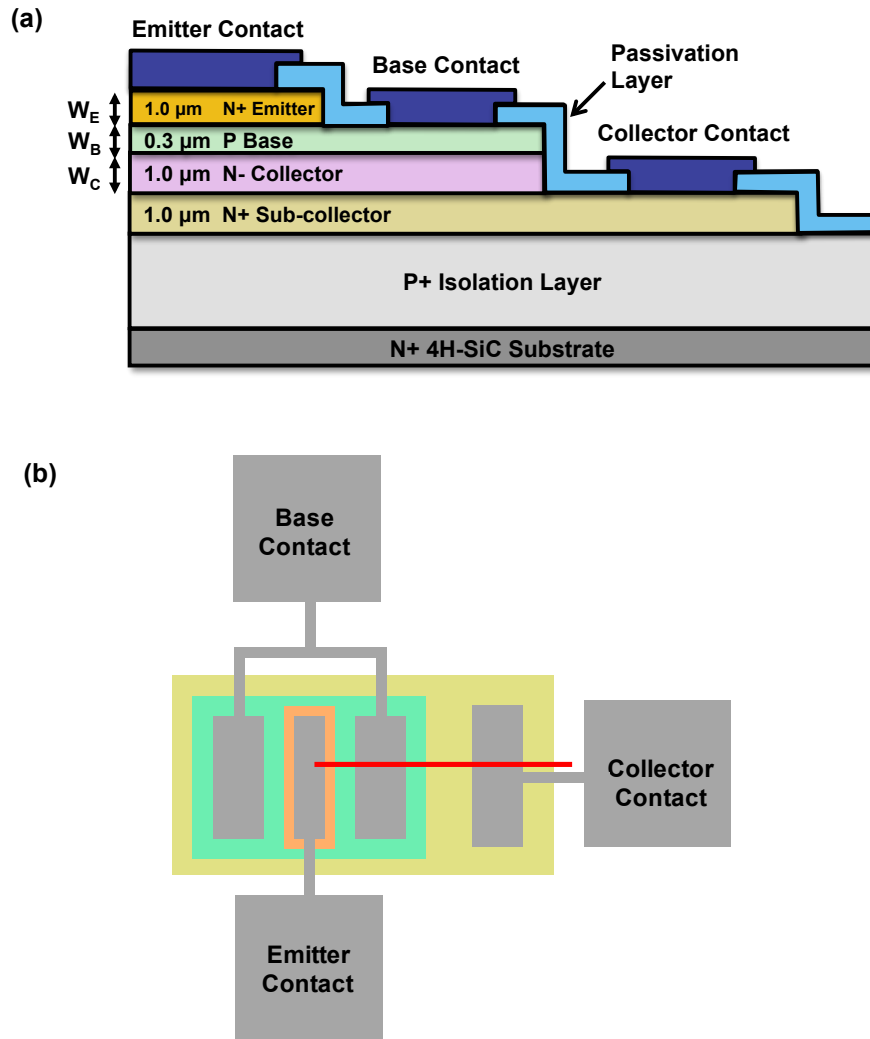 (a)
Emitter Contact
Base Contact
Passivation
Layer
Collector Contact
WE
1.0 µm N+ Emitter
WB
0.3 µm P Base
WC
1.0 µm N- Collector
1.0 µm N+ Sub-collector
P+ Isolation Layer
N+ 4H-SiC Substrate
(b)
Base
Contact
Collector
Contact
Emitter
Contact